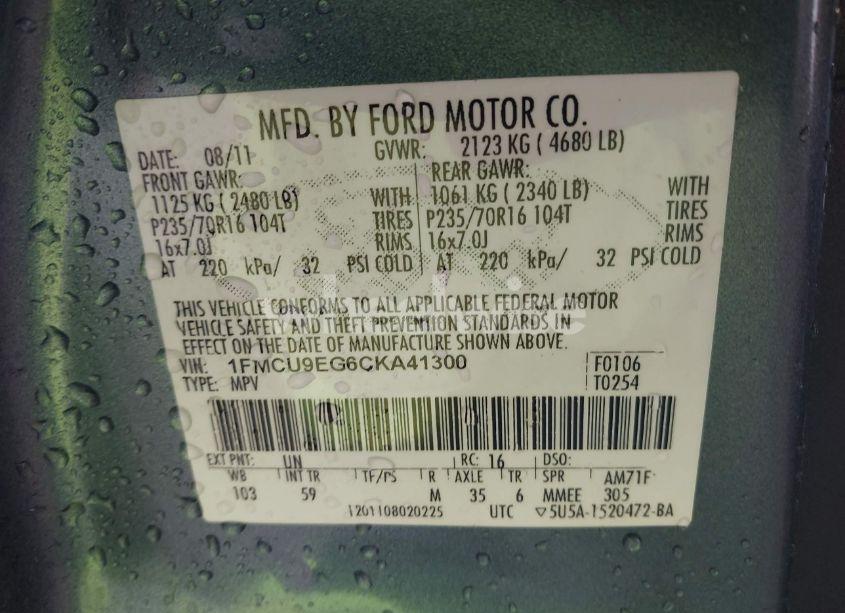 MFD. BY FORD MOTOR CO.
DATE: 08/11 GVWR: 2123 KG ( 4680 LB)
FRONT GAWR: REAR GAWR:
1125 KG ( 2480 LB) WITH 1061 KG ( 2340 LB) WITH
P235/70R16 104T TIRES P235/70R16 104T TIRES
16x7.0J RIMS 16x7.0J RIMS
AT 220 kPa/ 32 PSI COLD AT 220 kPa/ 32 PSI COLD
THIS VEHICLE CONFORMS TO ALL APPLICABLE FEDERAL MOTOR
VEHICLE SAFETY AND THEFT PREVENTION STANDARDS IN
EFFECT ON THE DATE OF MANUFACTURE SHOWN ABOVE.
VIN: 1FMCU9EG6CKA41300 F0106
TYPE: MPV T0254
EXT PNT: UN RC: 16 DSO:
WB INT TR TF/PS R AXLE TR SPR AM71F
103 59 M 35 6 MMEE 305
1201108020225 UTC ▽5U5A-1520472-BA